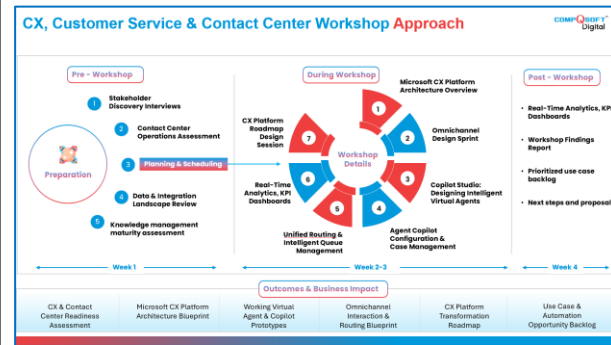 CX, Customer Service & Contact Center Workshop Approach
COMPQSOFT
Digital
Pre - Workshop
During Workshop
Post - Workshop
Preparation
1
Stakeholder
Discovery Interviews
2
Contact Center
Operations Assessment
3
Planning & Scheduling
4
Data & Integration
Landscape Review
5
Knowledge management
maturity assessment
Workshop
Details
1
Microsoft CX Platform
Architecture Overview
2
Omnichannel
Design Sprint
3
Copilot Studio:
Designing Intelligent
Virtual Agents
4
Agent Copilot
Configuration &
Case Management
5
Unified Routing &
Intelligent Queue
Management
6
Real-Time
Analytics, KPI
Dashboards
7
CX Platform
Roadmap
Design
Session
• Real-Time Analytics, KPI
Dashboards
• Workshop Findings
Report
• Prioritized use case
backlog
• Next steps and proposal
Week 1
Week 2-3
Week 4
Outcomes & Business Impact
CX & Contact
Center Readiness
Assessment
Microsoft CX Platform
Architecture Blueprint
Working Virtual
Agent & Copilot
Prototypes
Omnichannel
Interaction &
Routing Blueprint
CX Platform
Transformation
Roadmap
Use Case &
Automation
Opportunity Backlog